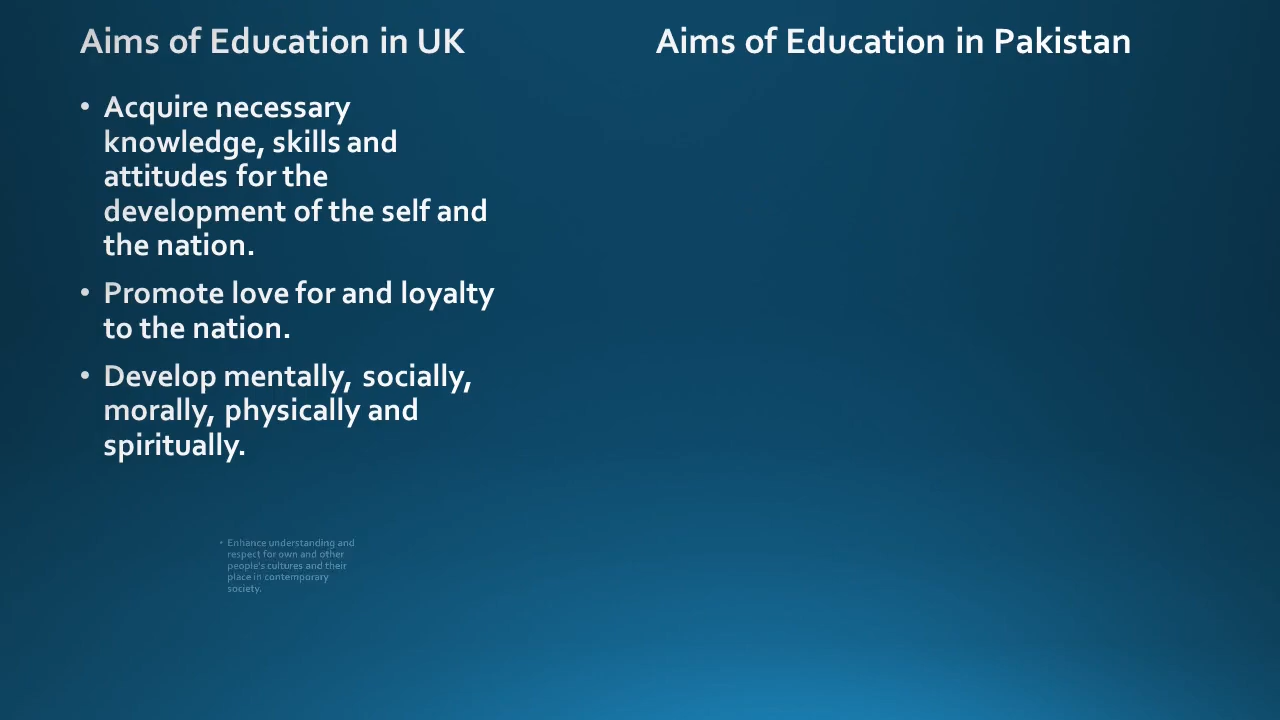 Aims of Education in UK
• Acquire necessary
knowledge, skills and
attitudes for the
development of the self and
the nation.
• Promote love for and loyalty
to the nation.
• Develop mentally, socially,
morally, physically and
spiritually.
• Enhance understanding and
respect for own and other
people's cultures and their
place in contemporary
society.
Aims of Education in Pakistan